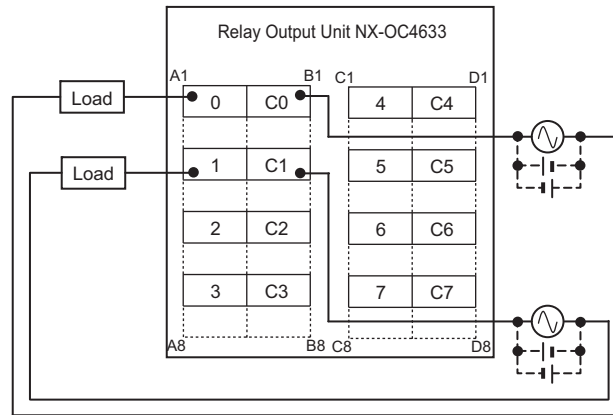 Relay Output Unit NX-OC4633
A1 B1 C1 D1
Load 0 C0 4 C4
Load 1 C1 5 C5
2 C2 6 C6
3 C3 7 C7
A8 B8 C8 D8